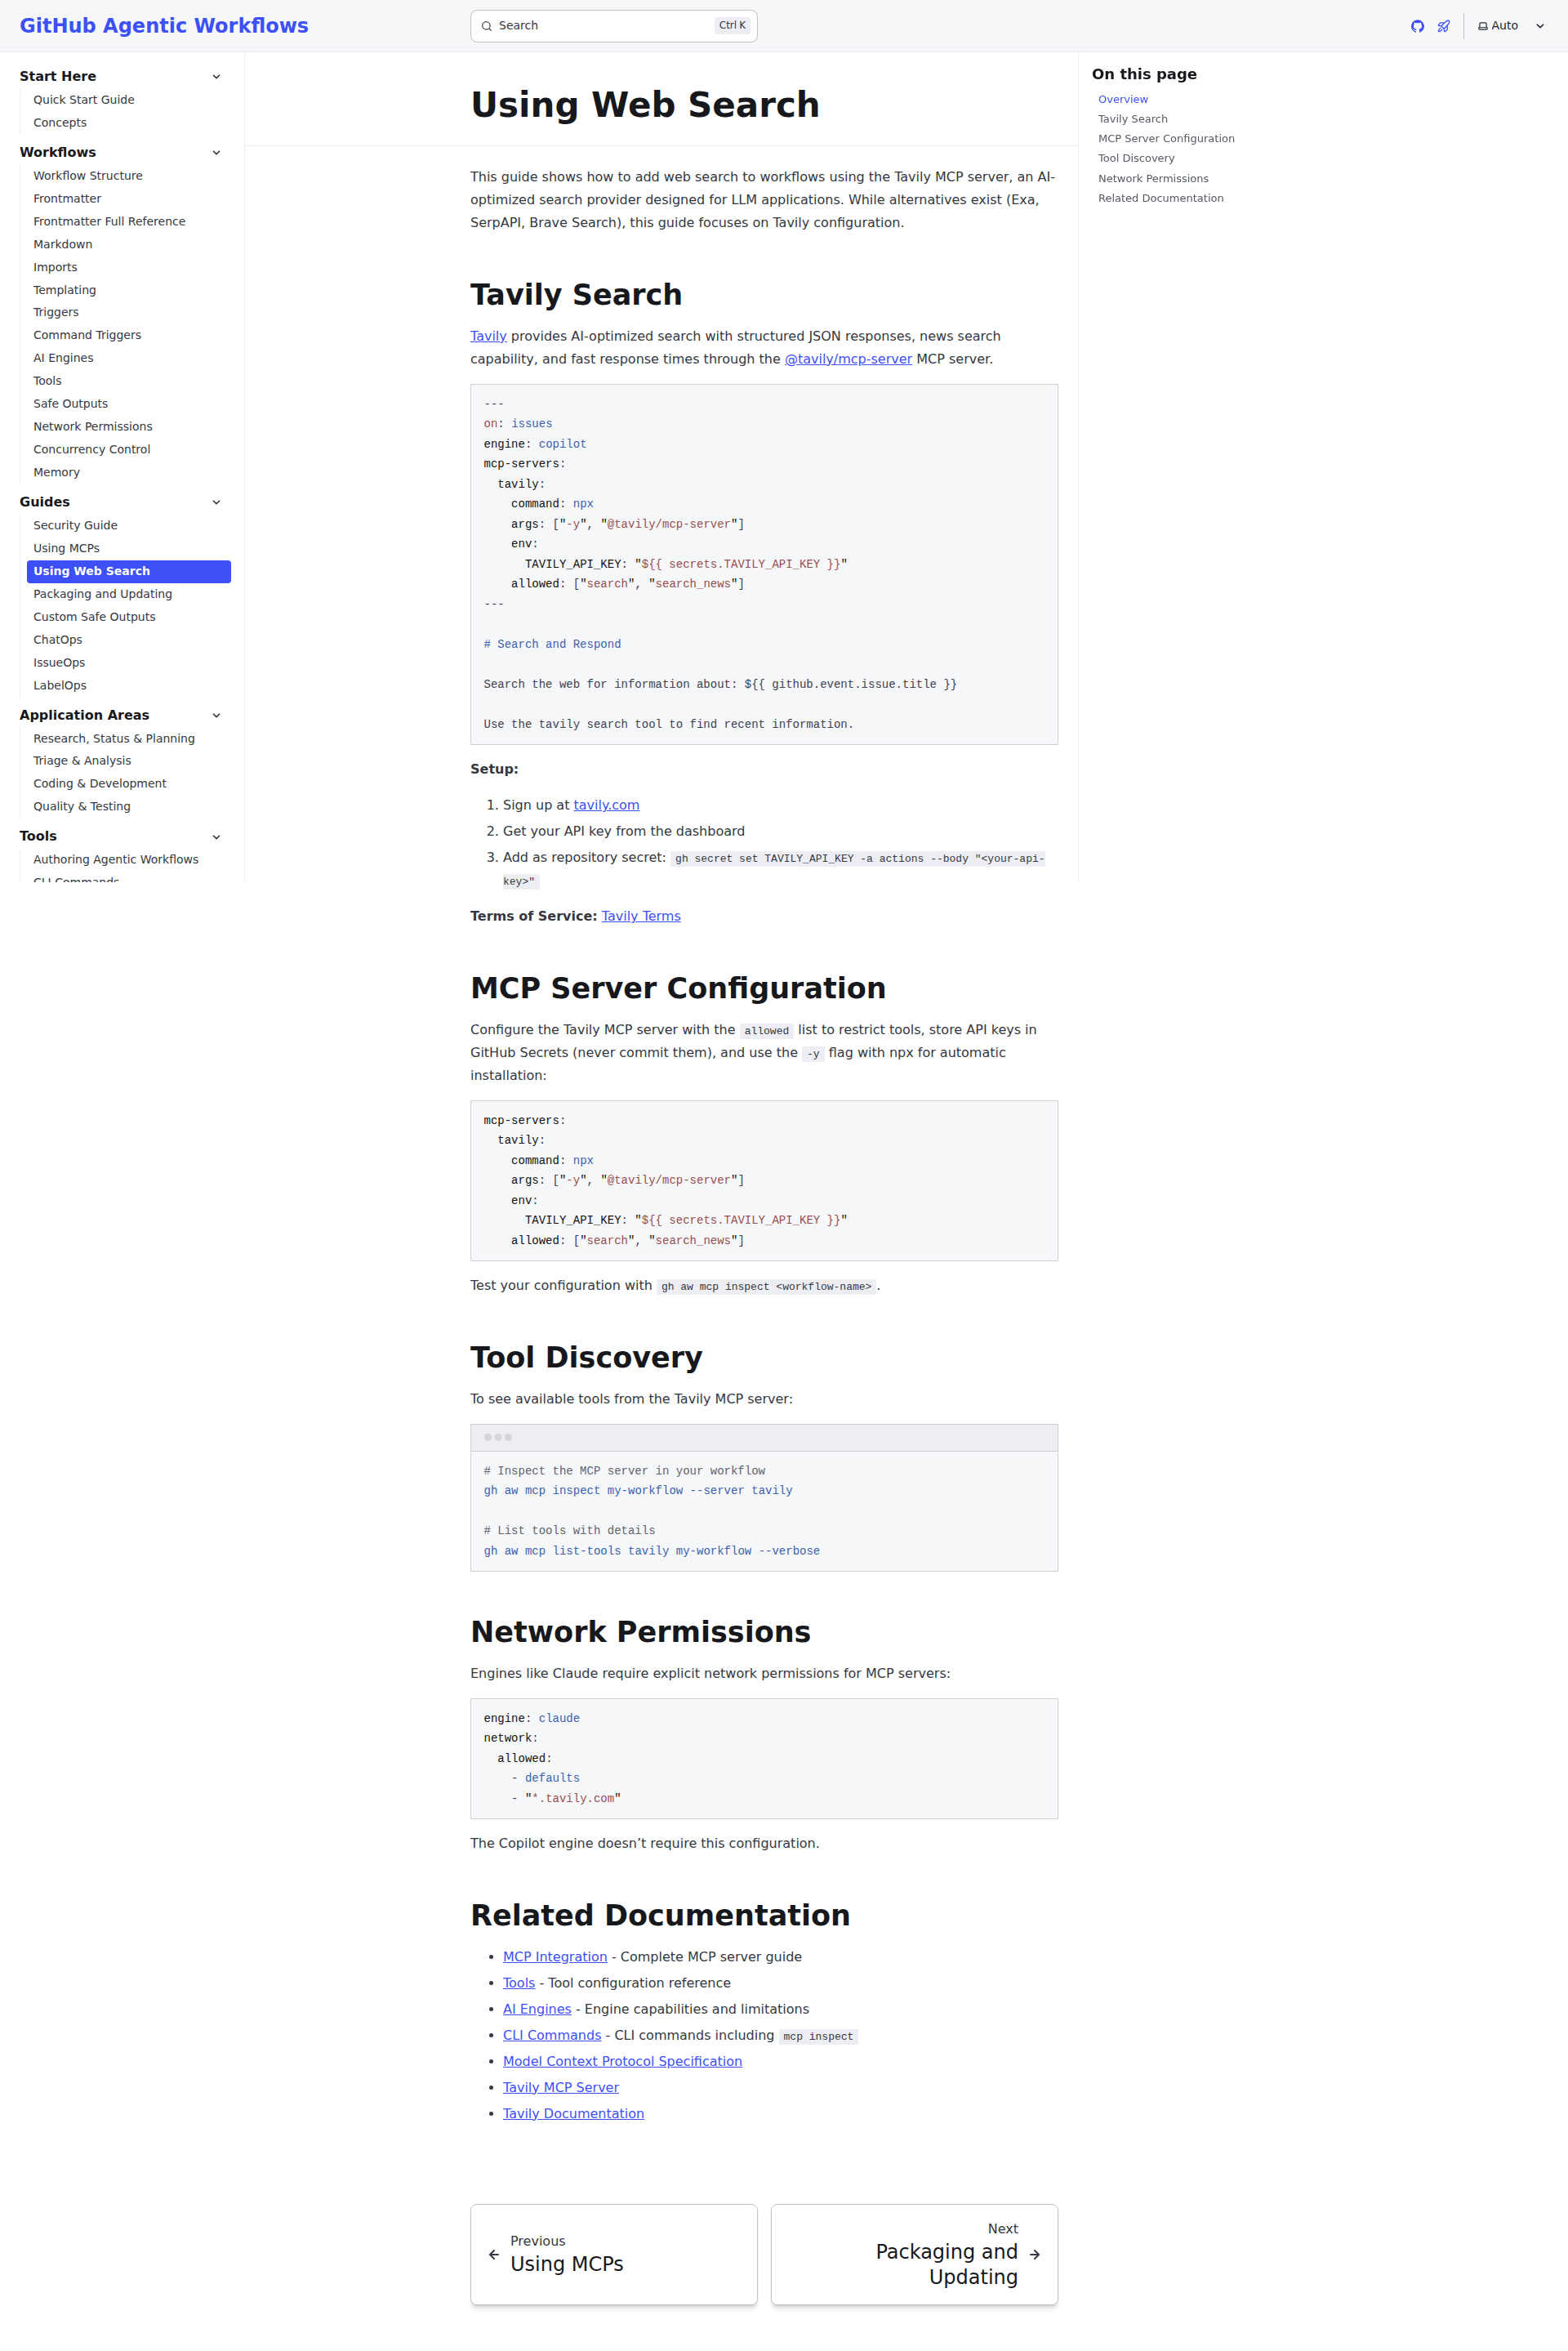 GitHub Agentic Workflows
Search
Ctrl K
Auto
Start Here
Quick Start Guide
Concepts
Workflows
Workflow Structure
Frontmatter
Frontmatter Full Reference
Markdown
Imports
Templating
Triggers
Command Triggers
AI Engines
Tools
Safe Outputs
Network Permissions
Concurrency Control
Memory
Guides
Security Guide
Using MCPs
Using Web Search
Packaging and Updating
Custom Safe Outputs
ChatOps
IssueOps
LabelOps
Application Areas
Research, Status & Planning
Triage & Analysis
Coding & Development
Quality & Testing
Tools
Authoring Agentic Workflows
CLI Commands
Using Web Search
This guide shows how to add web search to workflows using the Tavily MCP server, an AI-
optimized search provider designed for LLM applications. While alternatives exist (Exa,
SerpAPI, Brave Search), this guide focuses on Tavily configuration.
Tavily Search
Tavily provides AI-optimized search with structured JSON responses, news search
capability, and fast response times through the @tavily/mcp-server MCP server.
---
on: issues
engine: copilot
mcp-servers:
  tavily:
    command: npx
    args: ["-y", "@tavily/mcp-server"]
    env:
      TAVILY_API_KEY: "${{ secrets.TAVILY_API_KEY }}"
    allowed: ["search", "search_news"]
---
# Search and Respond
Search the web for information about: ${{ github.event.issue.title }}
Use the tavily search tool to find recent information.
Setup:
1. Sign up at tavily.com
2. Get your API key from the dashboard
3. Add as repository secret: gh secret set TAVILY_API_KEY -a actions --body "<your-api-
key>"
Terms of Service: Tavily Terms
MCP Server Configuration
Configure the Tavily MCP server with the allowed list to restrict tools, store API keys in
GitHub Secrets (never commit them), and use the -y flag with npx for automatic
installation:
mcp-servers:
  tavily:
    command: npx
    args: ["-y", "@tavily/mcp-server"]
    env:
      TAVILY_API_KEY: "${{ secrets.TAVILY_API_KEY }}"
    allowed: ["search", "search_news"]
Test your configuration with gh aw mcp inspect <workflow-name>.
Tool Discovery
To see available tools from the Tavily MCP server:
# Inspect the MCP server in your workflow
gh aw mcp inspect my-workflow --server tavily
# List tools with details
gh aw mcp list-tools tavily my-workflow --verbose
Network Permissions
Engines like Claude require explicit network permissions for MCP servers:
engine: claude
network:
  allowed:
    - defaults
    - "*.tavily.com"
The Copilot engine doesn’t require this configuration.
Related Documentation
• MCP Integration - Complete MCP server guide
• Tools - Tool configuration reference
• AI Engines - Engine capabilities and limitations
• CLI Commands - CLI commands including mcp inspect
• Model Context Protocol Specification
• Tavily MCP Server
• Tavily Documentation
Previous
Using MCPs
Next
Packaging and
Updating
On this page
Overview
Tavily Search
MCP Server Configuration
Tool Discovery
Network Permissions
Related Documentation